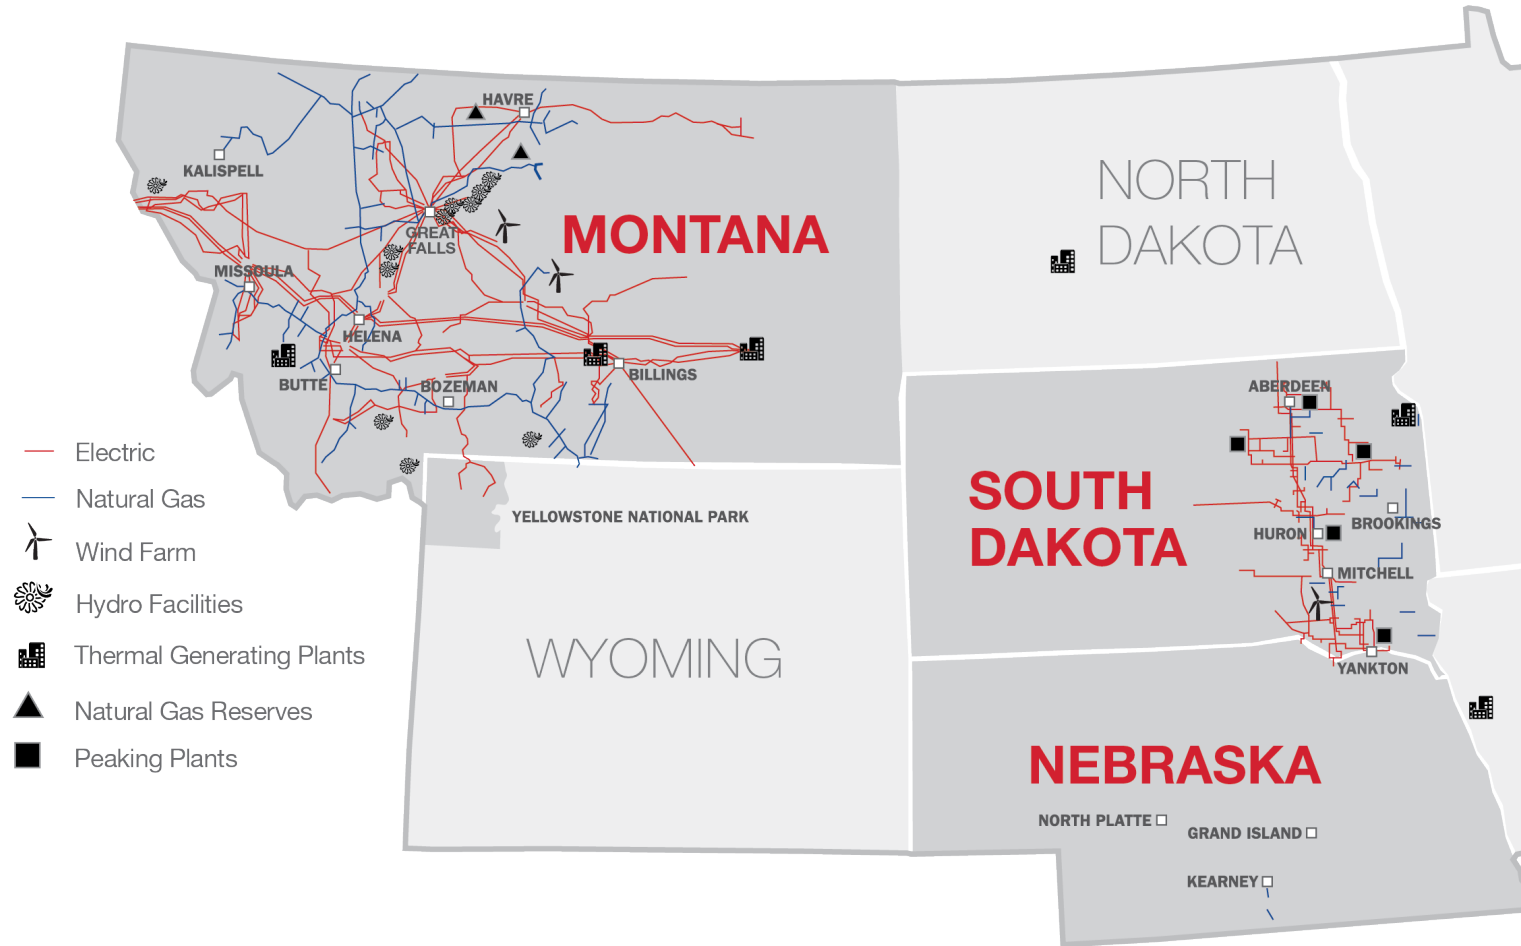 HAVRE
KALISPELL
GREAT
FALLS
MONTANA
NORTH
DAKOTA
MISSOULA
HELENA
BUTTE
BOZEMAN
BILLINGS
ABERDEEN
Electric
Natural Gas
Wind Farm
Hydro Facilities
Thermal Generating Plants
Natural Gas Reserves
Peaking Plants
YELLOWSTONE NATIONAL PARK
SOUTH
DAKOTA
BROOKINGS
HURON
MITCHELL
WYOMING
YANKTON
NEBRASKA
NORTH PLATTE
GRAND ISLAND
KEARNEY